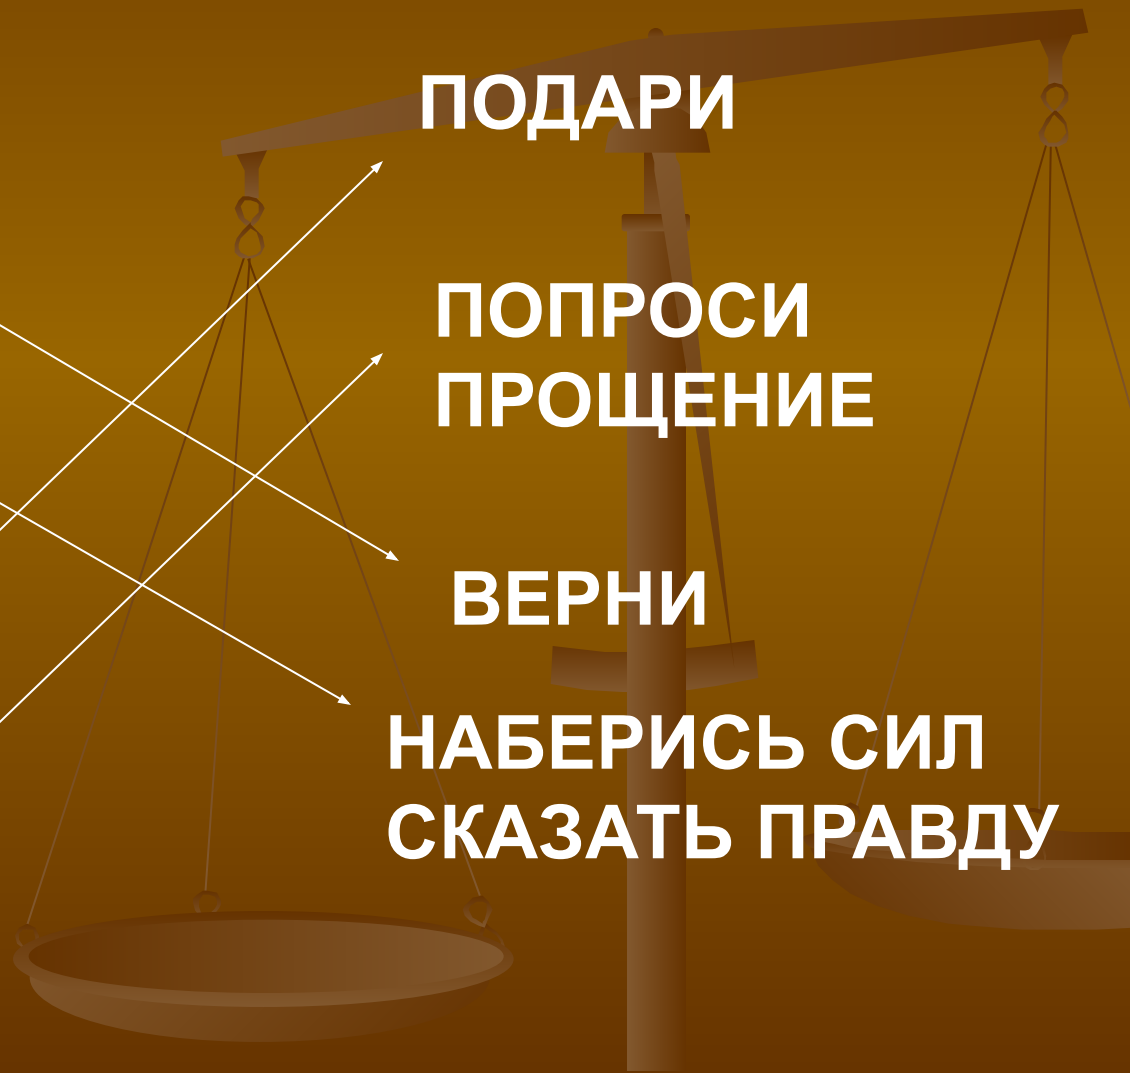 ПОДАРИ
ПОПРОСИ
ПРОЩЕНИЕ
ВЕРНИ
НАБЕРИСЬ СИЛ
СКАЗАТЬ ПРАВДУ